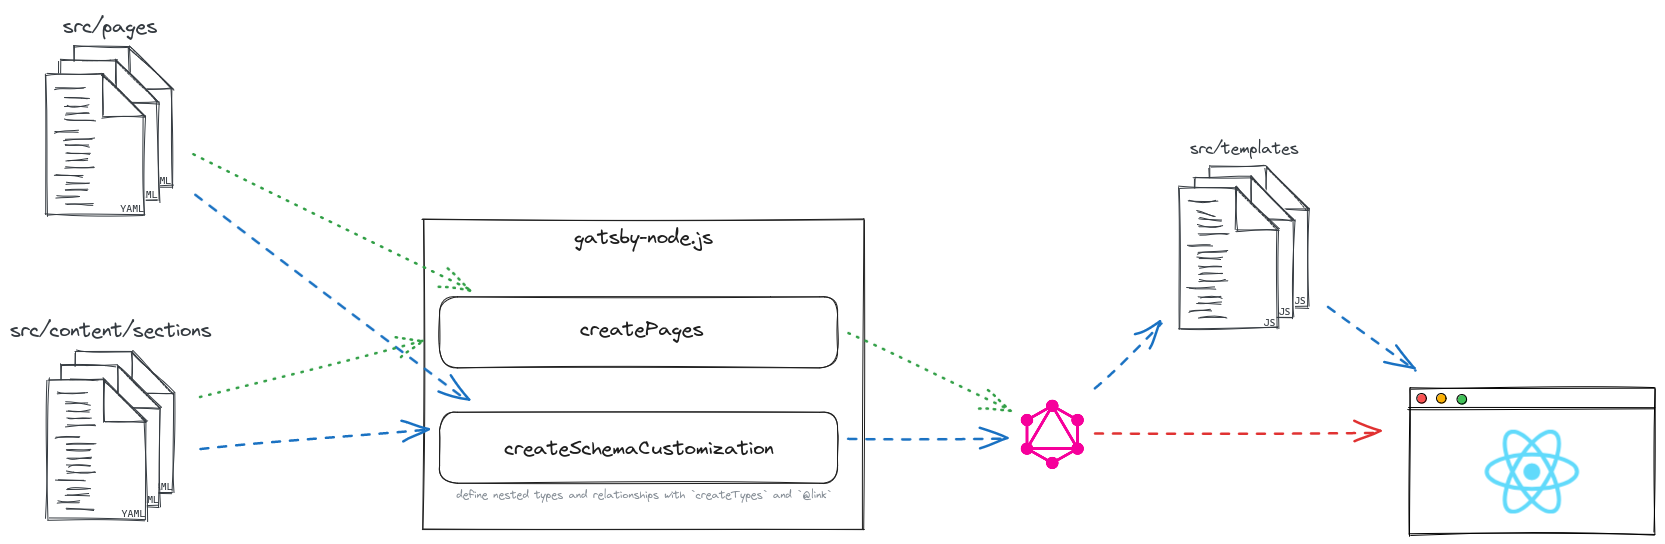 src/pages
ML
ML
YAML
src/content/sections
ML
ML
YAML
gatsby-node.js
createPages
createSchemaCustomization
define nested types and relationships with `createTypes` and `@link`
src/templates
JS
JS
JS